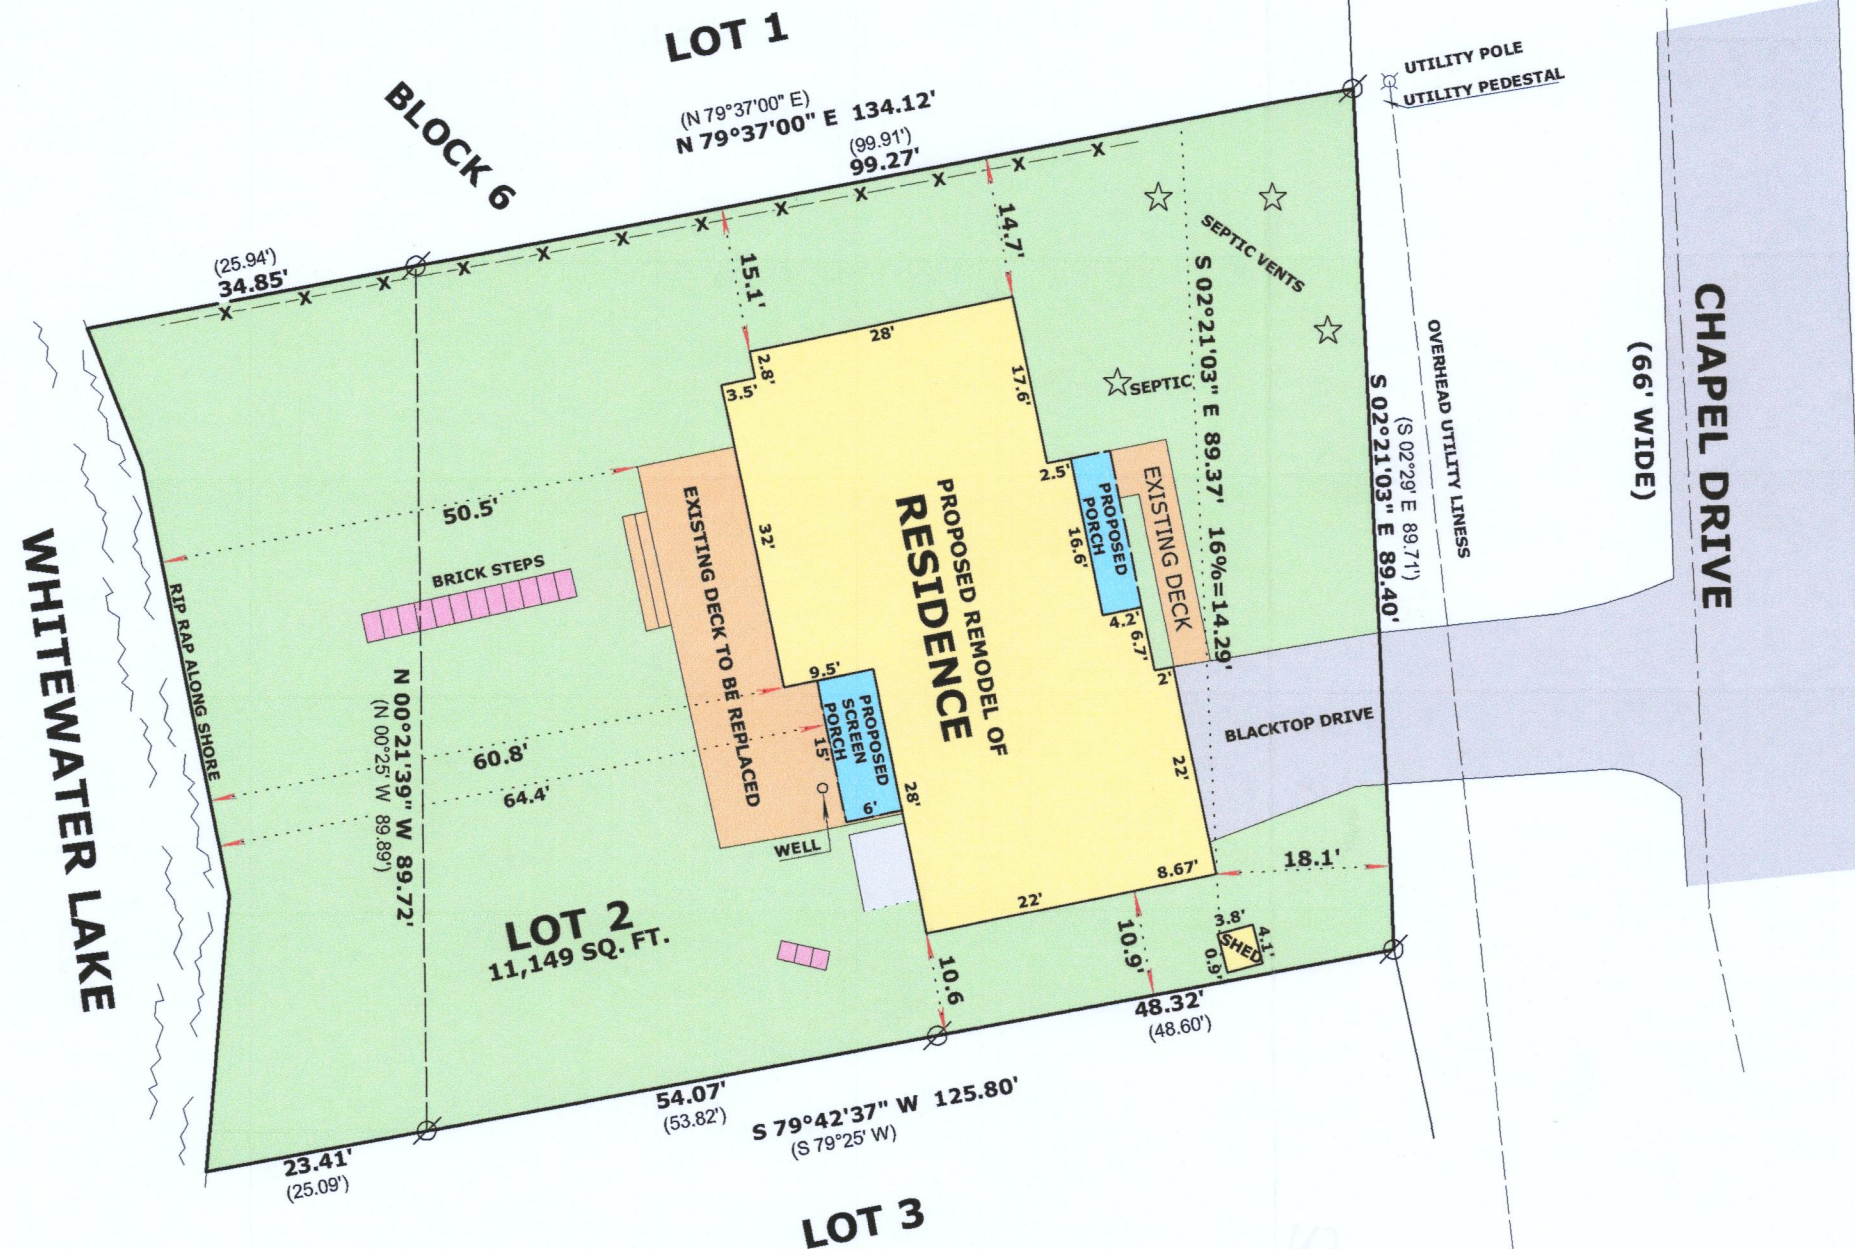 LOT 1
BLOCK 6
(N 79°37'00" E)
N 79°37'00" E 134.12'
(99.91')
99.27'
(25.94')
34.85'
UTILITY POLE
UTILITY PEDESTAL
X X X X X X X X X X X X
15.1'
14.7'
SEPTIC VENTS
SEPTIC
28'
2.8'
3.5'
17.6'
2.5'
S 02°21'03" E 89.37' 16%=14.29'
S 02°21'03" E 89.40'
(S 02°29' E 89.71')
OVERHEAD UTILITY LINESS
(66' WIDE)
CHAPEL DRIVE
50.5'
BRICK STEPS
RIP RAP ALONG SHORE
WHITEWATER LAKE
EXISTING DECK TO BE REPLACED
32'
PROPOSED REMODEL OF
RESIDENCE
PROPOSED
PORCH
16.6'
4.2'
6.7'
2'
EXISTING DECK
BLACKTOP DRIVE
9.5'
PROPOSED
SCREEN
PORCH
15'
6'
28'
22'
60.8'
64.4'
N 00°21'39" W 89.72'
(N 00°25' W 89.89')
WELL
8.67'
22'
18.1'
LOT 2
11,149 SQ. FT.
10.6
10.9'
3.8'
4.1'
0.9'
SHED
48.32'
(48.60')
54.07'
(53.82')
S 79°42'37" W 125.80'
(S 79°25' W)
23.41'
(25.09')
LOT 3